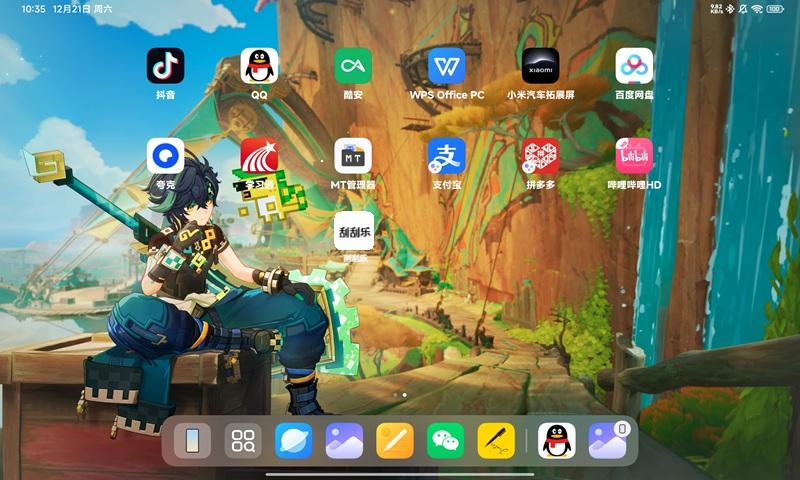 10:35 12月21日 周六
9.82
KB/s
100
xiaomi
抖音
QQ
酷安
WPS Office PC
小米汽车拓展屏
百度网盘
MT
支
bilibili
夸克
学习通
MT管理器
支付宝
拼多多
哔哩哔哩HD
刮刮乐
刮刮乐